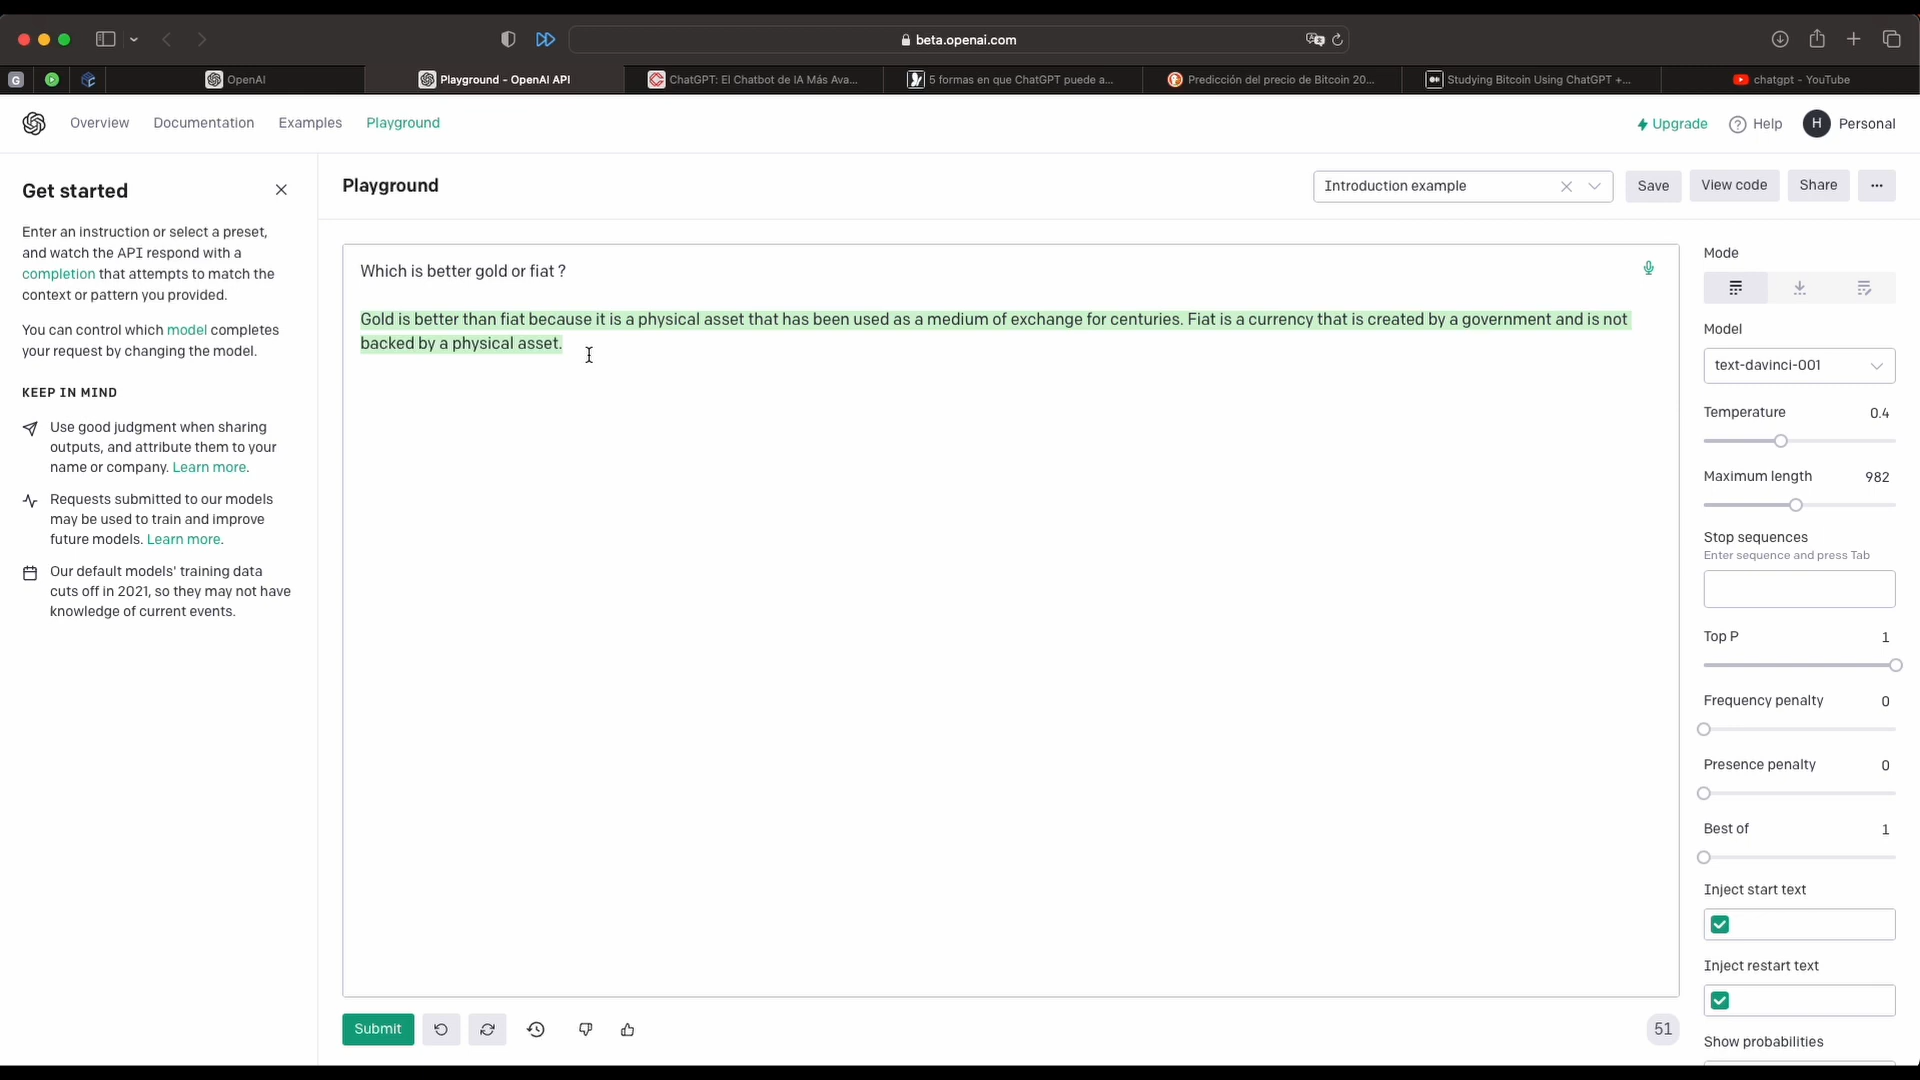 beta.openai.com
G
OpenAI
Playground - OpenAI API
ChatGPT: El Chatbot de IA Más Ava...
5 formas en que ChatGPT puede a...
Predicción del precio de Bitcoin 20...
Studying Bitcoin Using ChatGPT +...
chatgpt - YouTube
Overview
Documentation
Examples
Playground
Upgrade
Help
H
Personal
Get started
Enter an instruction or select a preset,
and watch the API respond with a
completion that attempts to match the
context or pattern you provided.
You can control which model completes
your request by changing the model.
KEEP IN MIND
Use good judgment when sharing
outputs, and attribute them to your
name or company. Learn more.
Requests submitted to our models
may be used to train and improve
future models. Learn more.
Our default models' training data
cuts off in 2021, so they may not have
knowledge of current events.
Playground
Introduction example
Save
View code
Share
...
Which is better gold or fiat ?
Gold is better than fiat because it is a physical asset that has been used as a medium of exchange for centuries. Fiat is a currency that is created by a government and is not
backed by a physical asset.
Submit
51
Mode
Model
text-davinci-001
Temperature 0.4
Maximum length 982
Stop sequences
Enter sequence and press Tab
Top P 1
Frequency penalty 0
Presence penalty 0
Best of 1
Inject start text
Inject restart text
Show probabilities